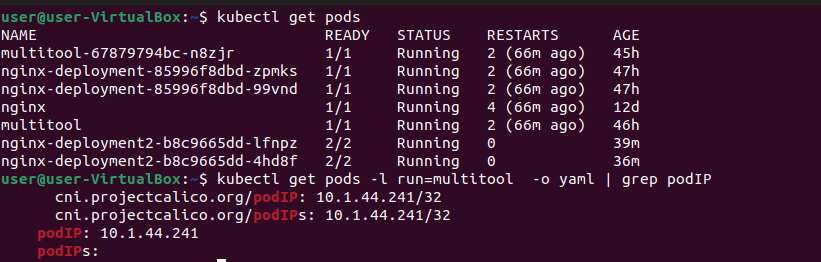 user@user-VirtualBox:~$ kubectl get pods
NAME                                READY   STATUS    RESTARTS      AGE
multitool-67879794bc-n8zjr          1/1     Running   2 (66m ago)   45h
nginx-deployment-85996f8dbd-zpmks   1/1     Running   2 (66m ago)   47h
nginx-deployment-85996f8dbd-99vnd   1/1     Running   2 (66m ago)   47h
nginx                               1/1     Running   4 (66m ago)   12d
multitool                           1/1     Running   2 (66m ago)   46h
nginx-deployment2-b8c9665dd-lfnpz   2/2     Running   0             39m
nginx-deployment2-b8c9665dd-4hd8f   2/2     Running   0             36m
user@user-VirtualBox:~$ kubectl get pods -l run=multitool  -o yaml | grep podIP
      cni.projectcalico.org/podIP: 10.1.44.241/32
      cni.projectcalico.org/podIPs: 10.1.44.241/32
    podIP: 10.1.44.241
    podIPs: